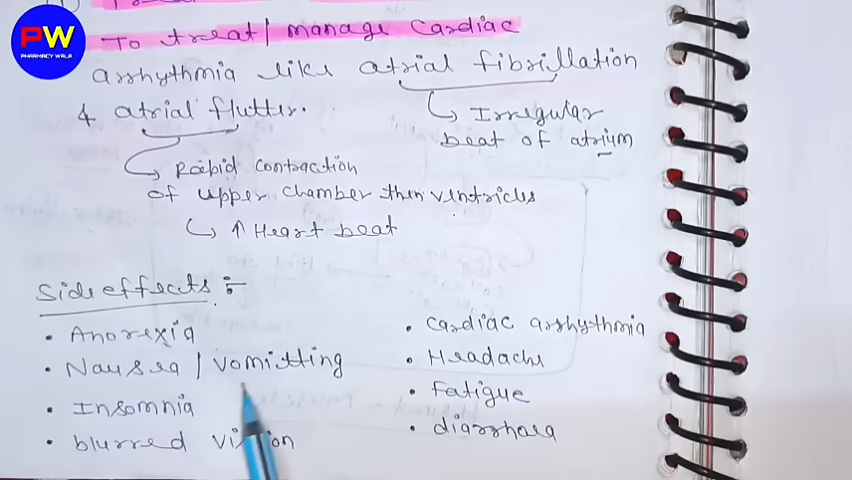 PW
PHARMACY WALA
To treat / manage Cardiac
arrhythmia like atrial fibrillation
& atrial flutter.
Irregular
beat of atrium
Rapid contraction
of upper chamber then ventricles
↑ Heart beat
Side effects :-
• Anorexia
• Nausea / vomitting
• Insomnia
• blurred vision
• Cardiac arrhythmia
• Headache
• Fatigue
• diarrhoea